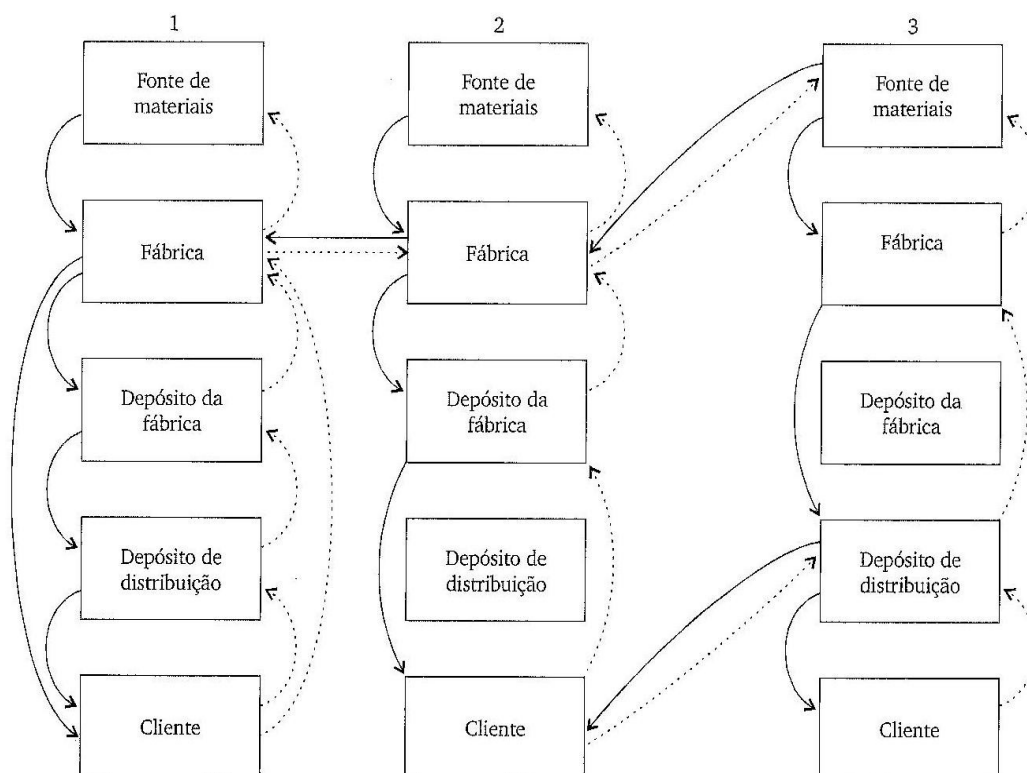 1
Fonte de
materiais
Fábrica
Depósito da
fábrica
Depósito de
distribuição
Cliente
2
Fonte de
materiais
Fábrica
Depósito da
fábrica
Depósito de
distribuição
Cliente
3
Fonte de
materiais
Fábrica
Depósito da
fábrica
Depósito de
distribuição
Cliente